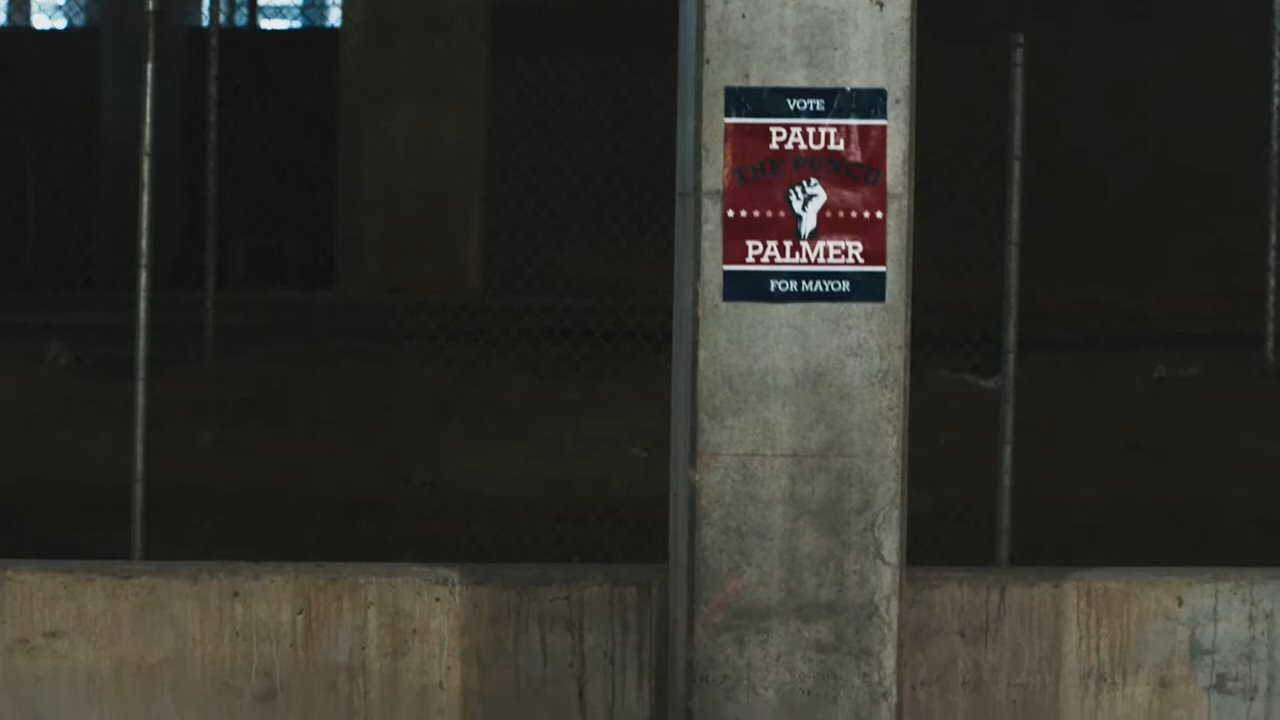 VOTE
PAUL
THE PUNCH
PALMER
FOR MAYOR